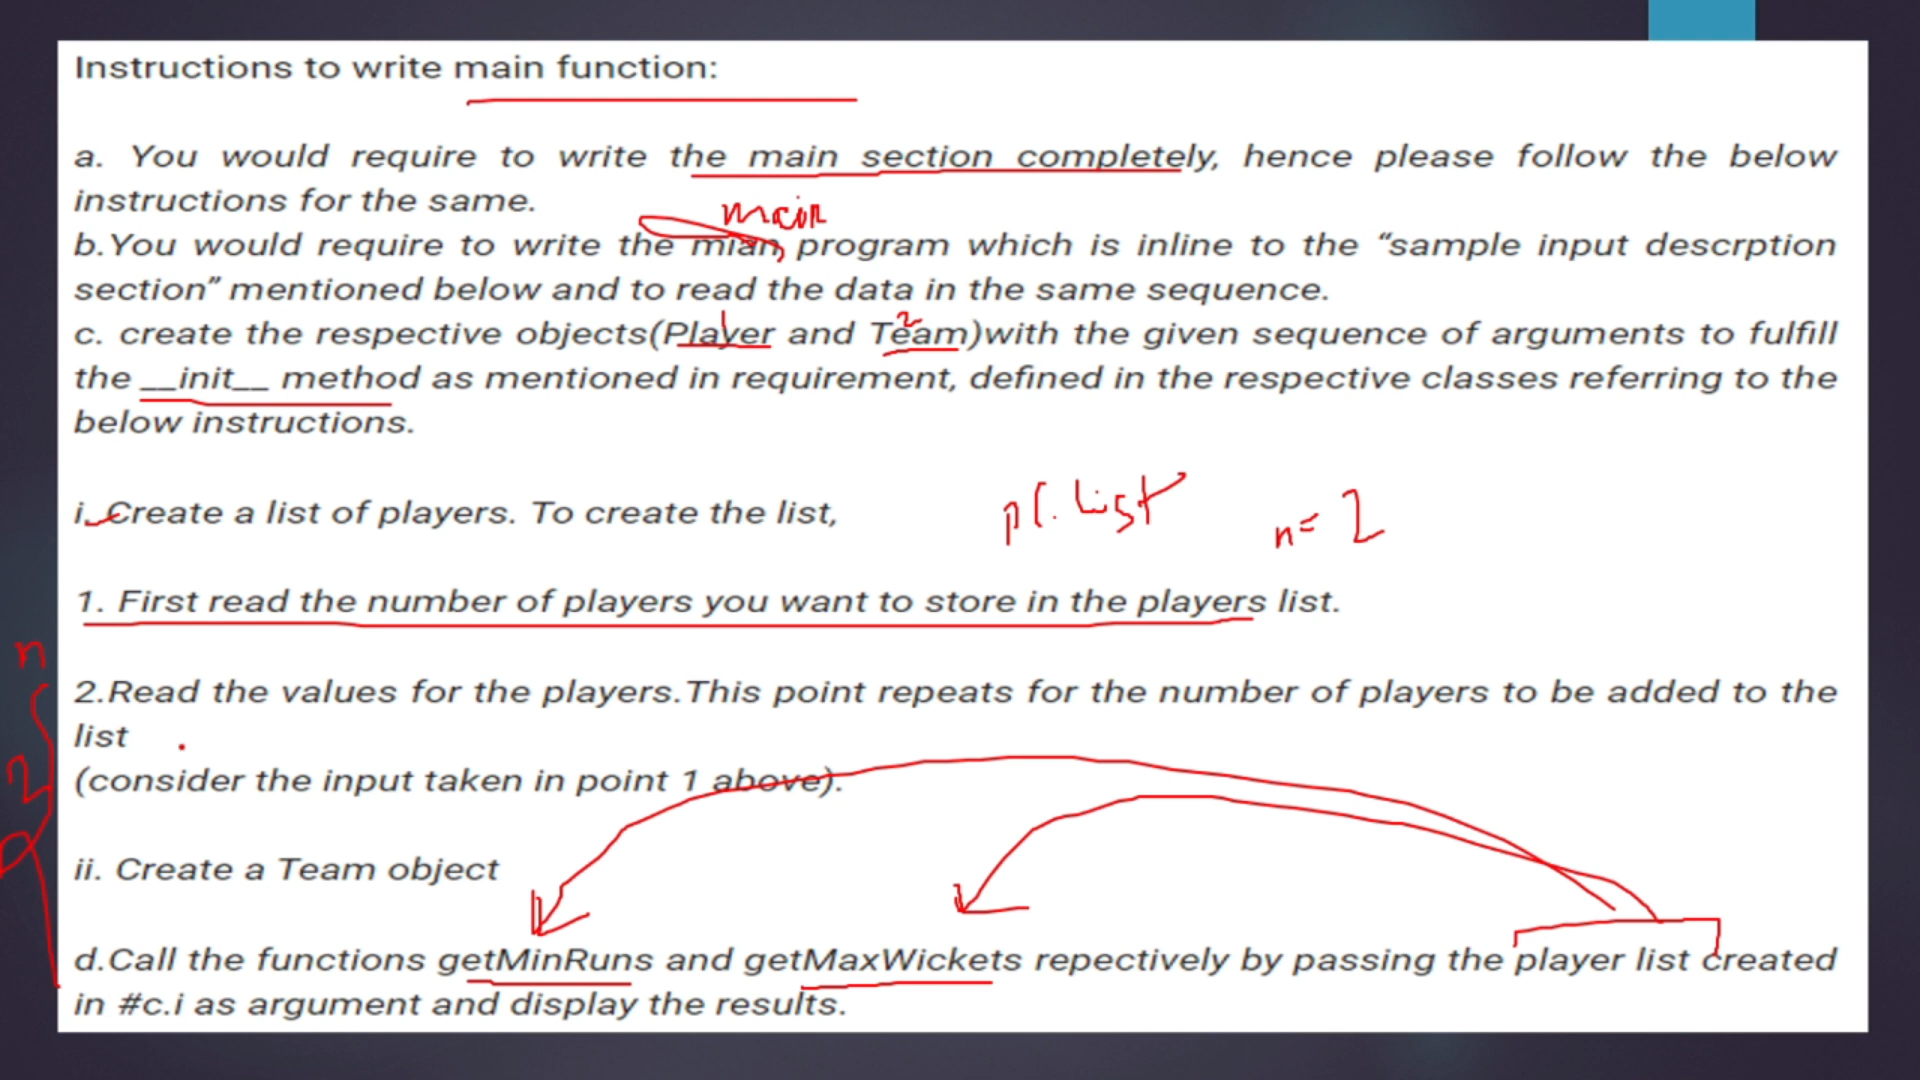 Instructions to write main function:
a. You would require to write the main section completely, hence please follow the below
instructions for the same.
main
b.You would require to write the mian program which is inline to the “sample input descrption
section” mentioned below and to read the data in the same sequence.
1 2
c. create the respective objects(Player and Team)with the given sequence of arguments to fulfill
the __init__ method as mentioned in requirement, defined in the respective classes referring to the
below instructions.
i. Create a list of players. To create the list,
pl. list n= 2
1. First read the number of players you want to store in the players list.
n
2.Read the values for the players.This point repeats for the number of players to be added to the
list
2
(consider the input taken in point 1 above).
ii. Create a Team object
d.Call the functions getMinRuns and getMaxWickets repectively by passing the player list created
in #c.i as argument and display the results.